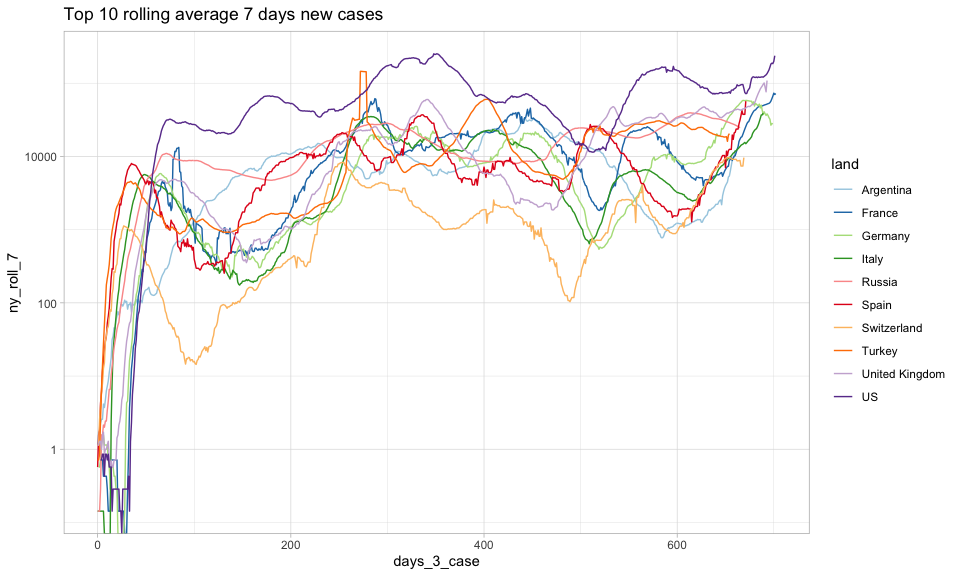 Top 10 rolling average 7 days new cases
ny_roll_7
10000
100
1
0
200
400
600
days_3_case
land
Argentina
France
Germany
Italy
Russia
Spain
Switzerland
Turkey
United Kingdom
US